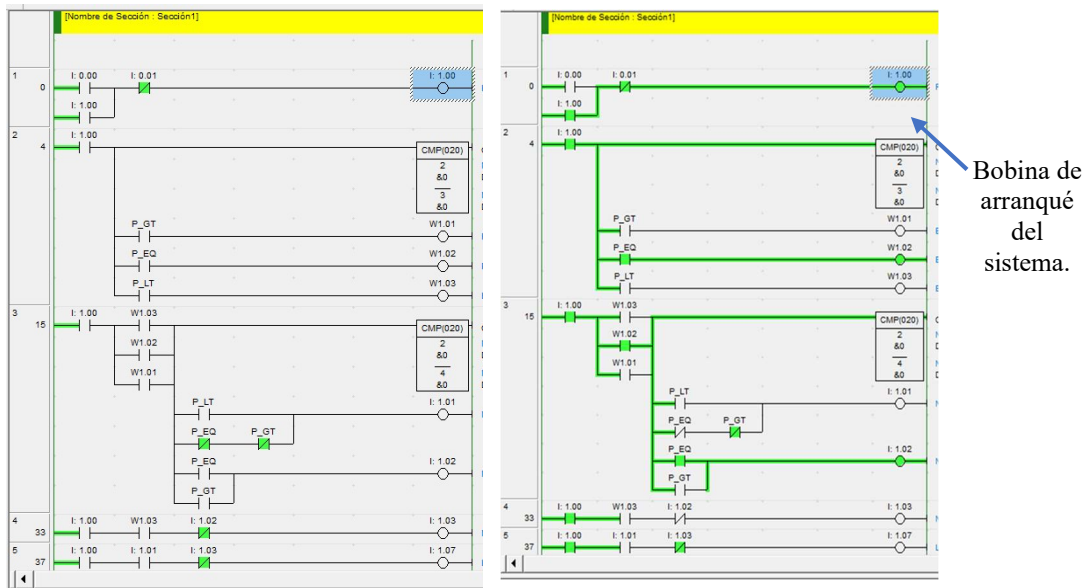 [Nombre de Sección : Sección1]
1
0
I: 0.00
I: 0.01
I: 1.00
I: 1.00
2
4
I: 1.00
CMP(020)
2
&0
3
&0
P_GT
W1.01
P_EQ
W1.02
P_LT
W1.03
3
15
I: 1.00
W1.03
CMP(020)
2
&0
4
&0
W1.02
W1.01
P_LT
I: 1.01
P_EQ
P_GT
P_EQ
I: 1.02
P_GT
4
33
I: 1.00
W1.03
I: 1.02
I: 1.03
5
37
I: 1.00
I: 1.01
I: 1.03
I: 1.07
[Nombre de Sección : Sección1]
1
0
I: 0.00
I: 0.01
I: 1.00
I: 1.00
2
4
I: 1.00
CMP(020)
2
&0
3
&0
P_GT
W1.01
P_EQ
W1.02
P_LT
W1.03
3
15
I: 1.00
W1.03
CMP(020)
2
&0
4
&0
W1.02
W1.01
P_LT
I: 1.01
P_EQ
P_GT
P_EQ
I: 1.02
P_GT
4
33
I: 1.00
W1.03
I: 1.02
I: 1.03
5
37
I: 1.00
I: 1.01
I: 1.03
I: 1.07
Bobina de
arranqué
del
sistema.